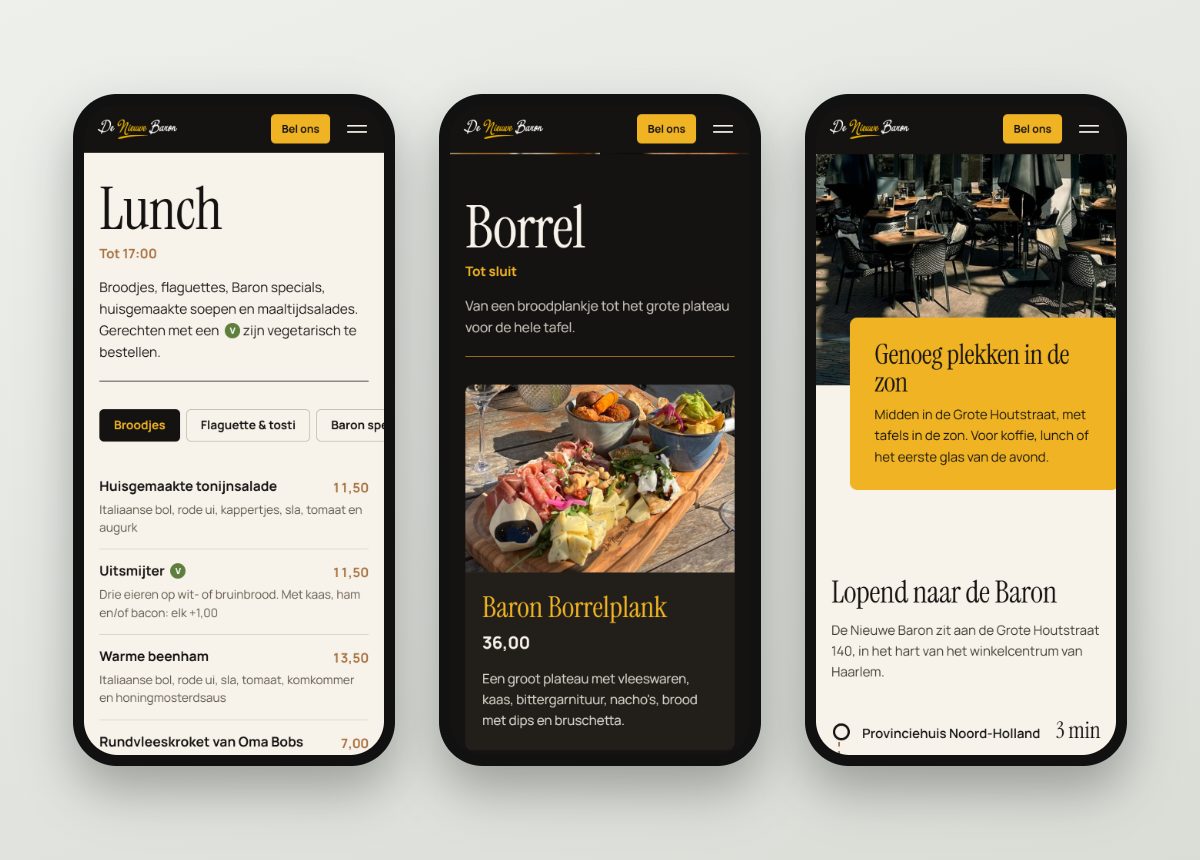 De Nieuwe Baron
Bel ons
Lunch
Tot 17:00
Broodjes, flaguettes, Baron specials,
huisgemaakte soepen en maaltijdsalades.
Gerechten met een V zijn vegetarisch te
bestellen.
Broodjes
Flaguette & tosti
Baron spe
Huisgemaakte tonijnsalade 11,50
Italiaanse bol, rode ui, kappertjes, sla, tomaat en
augurk
Uitsmijter V 11,50
Drie eieren op wit- of bruinbrood. Met kaas, ham
en/of bacon: elk +1,00
Warme beenham 13,50
Italiaanse bol, rode ui, sla, tomaat, komkommer
en honingmosterdsaus
Rundvleeskroket van Oma Bobs 7,00
De Nieuwe Baron
Bel ons
Borrel
Tot sluit
Van een broodplankje tot het grote plateau
voor de hele tafel.
Baron Borrelplank
36,00
Een groot plateau met vleeswaren,
kaas, bittergarnituur, nacho's, brood
met dips en bruschetta.
De Nieuwe Baron
Bel ons
Genoeg plekken in de
zon
Midden in de Grote Houtstraat, met
tafels in de zon. Voor koffie, lunch of
het eerste glas van de avond.
Lopend naar de Baron
De Nieuwe Baron zit aan de Grote Houtstraat
140, in het hart van het winkelcentrum van
Haarlem.
Provinciehuis Noord-Holland 3 min